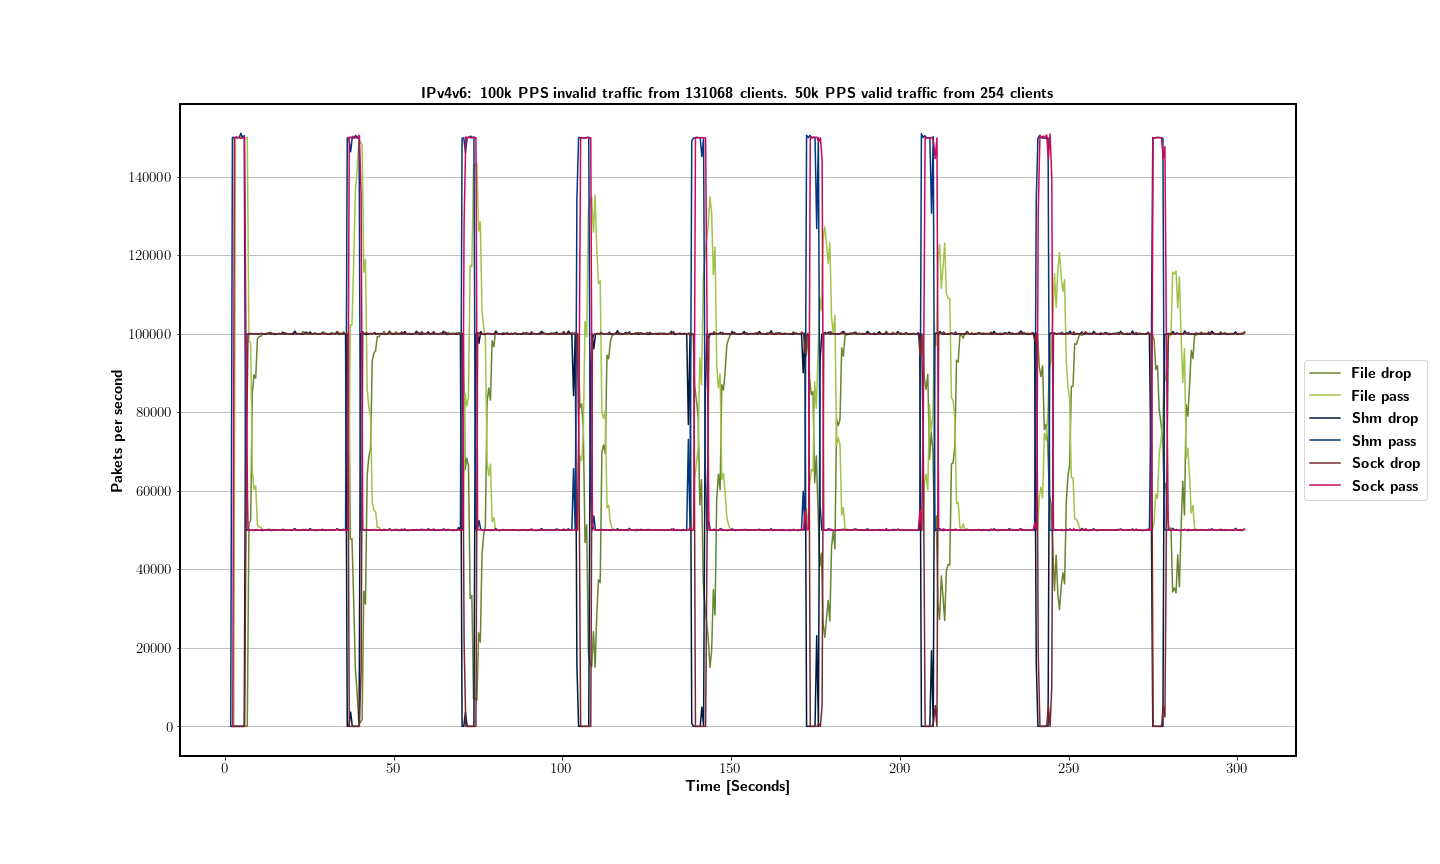 IPv4v6: 100k PPS invalid traffic from 131068 clients. 50k PPS valid traffic from 254 clients
140000
120000
100000
80000
60000
40000
20000
0
Pakets per second
0 50 100 150 200 250 300
Time [Seconds]
File drop
File pass
Shm drop
Shm pass
Sock drop
Sock pass